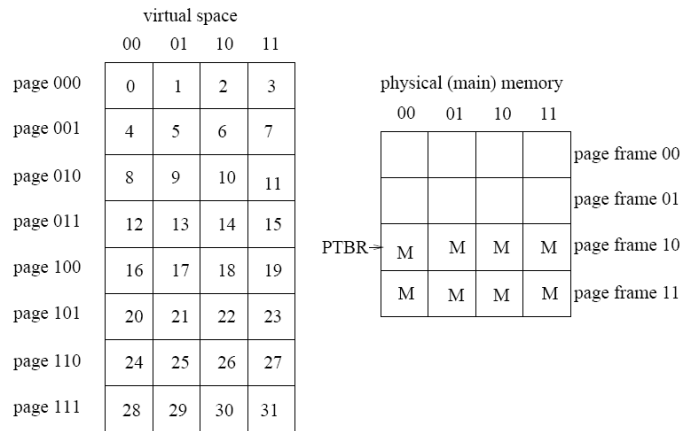 virtual space
00 01 10 11
page 000 0 1 2 3
page 001 4 5 6 7
page 010 8 9 10 11
page 011 12 13 14 15
page 100 16 17 18 19
page 101 20 21 22 23
page 110 24 25 26 27
page 111 28 29 30 31
physical (main) memory
00 01 10 11
page frame 00
page frame 01
PTBR M M M M page frame 10
M M M M page frame 11